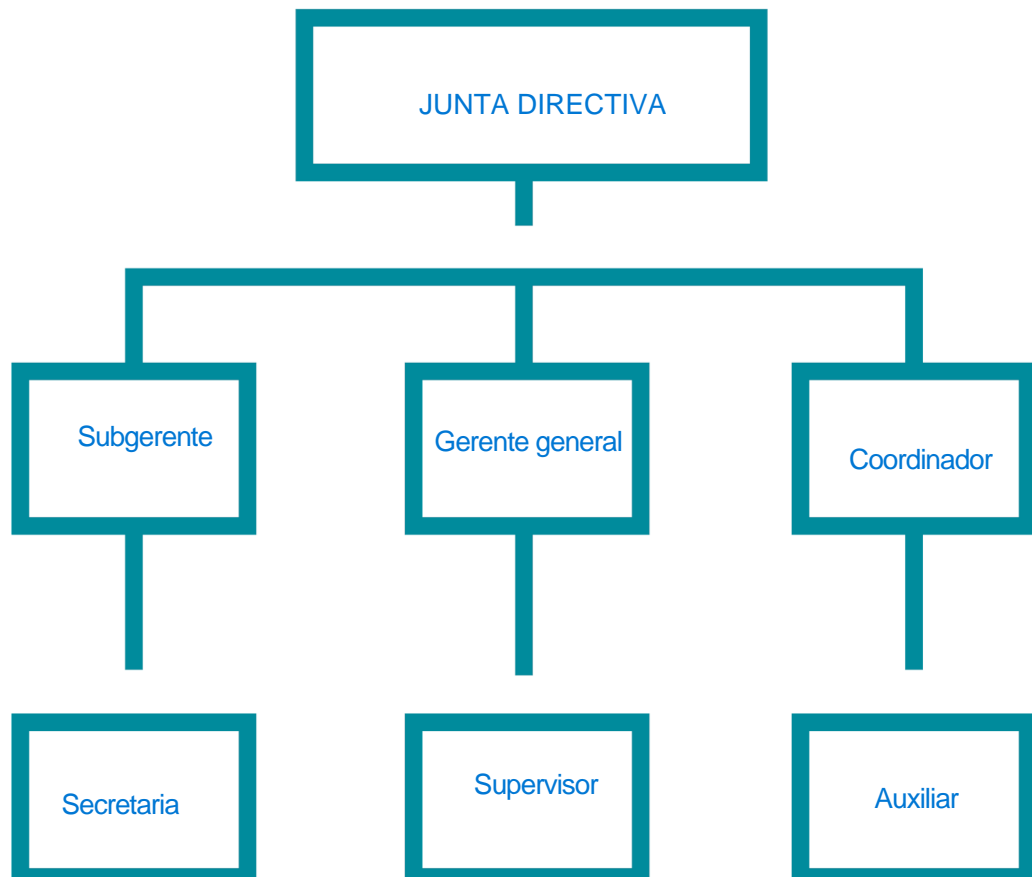 JUNTA DIRECTIVA
Subgerente
Gerente general
Coordinador
Secretaria
Supervisor
Auxiliar